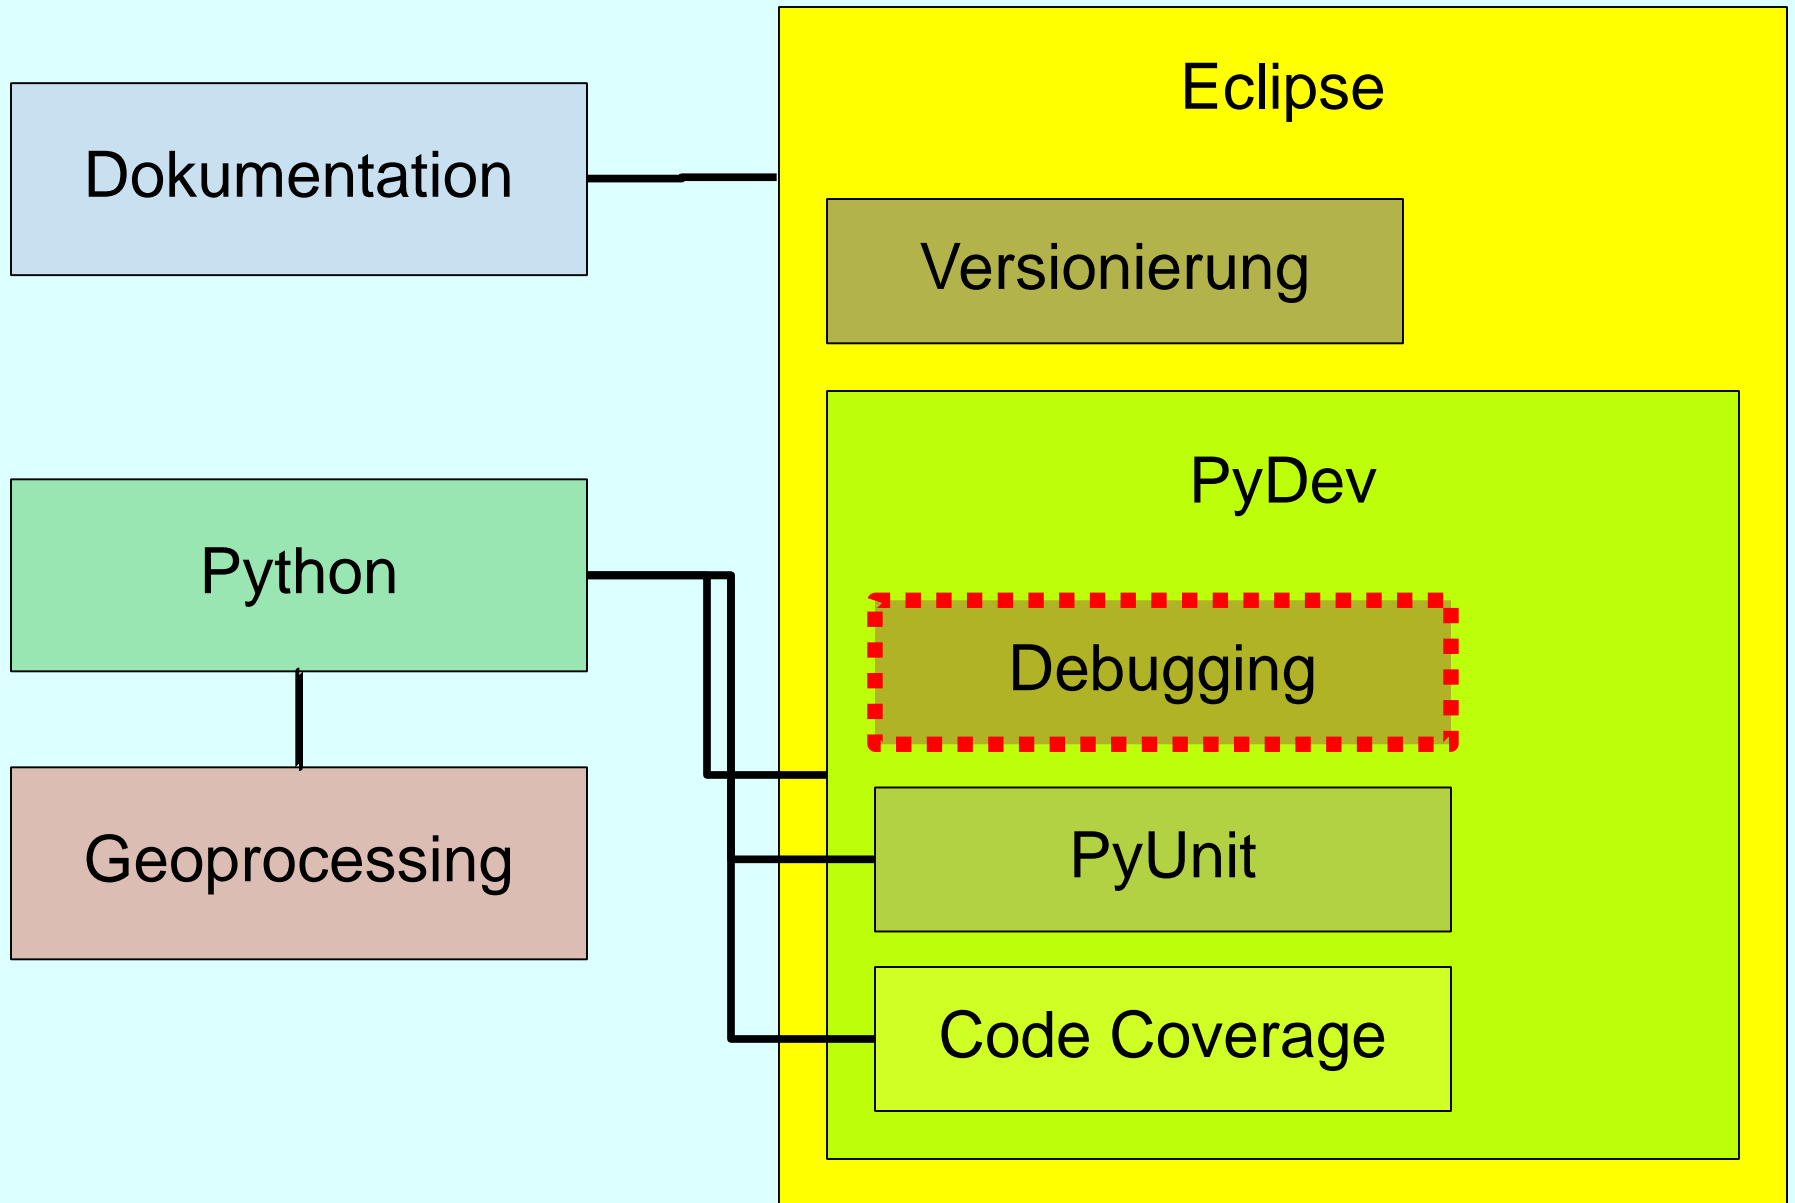 Eclipse
Dokumentation
Versionierung
PyDev
Python
Debugging
PyUnit
Geoprocessing
Code Coverage